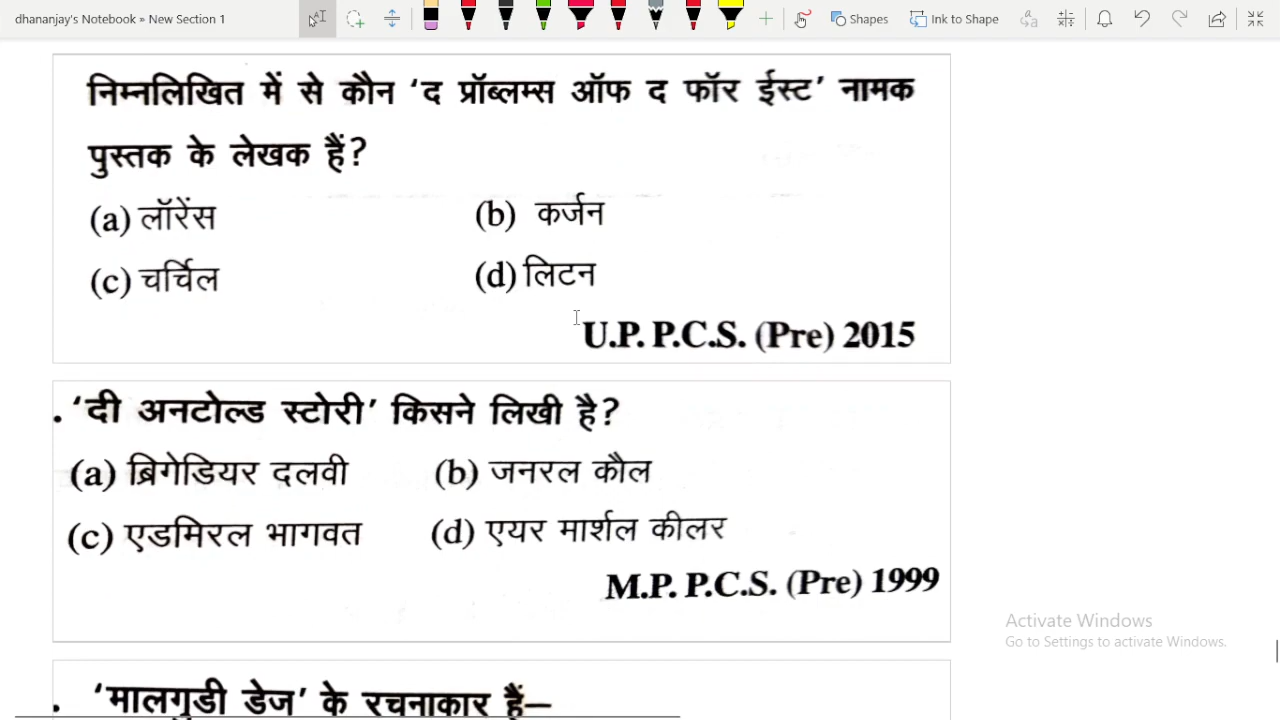 dhananjay's Notebook » New Section 1
Shapes
Ink to Shape
निम्नलिखित में से कौन ‘द प्रॉब्लम्स ऑफ द फॉर ईस्ट’ नामक
पुस्तक के लेखक हैं?
(a) लॉरेंस
(b) कर्जन
(c) चर्चिल
(d) लिटन
U.P. P.C.S. (Pre) 2015
. ‘दी अनटोल्ड स्टोरी’ किसने लिखी है?
(a) ब्रिगेडियर दलवी
(b) जनरल कौल
(c) एडमिरल भागवत
(d) एयर मार्शल कीलर
M.P. P.C.S. (Pre) 1999
Activate Windows
Go to Settings to activate Windows.
. ‘मालगुडी डेज’ के रचनाकार हैं–